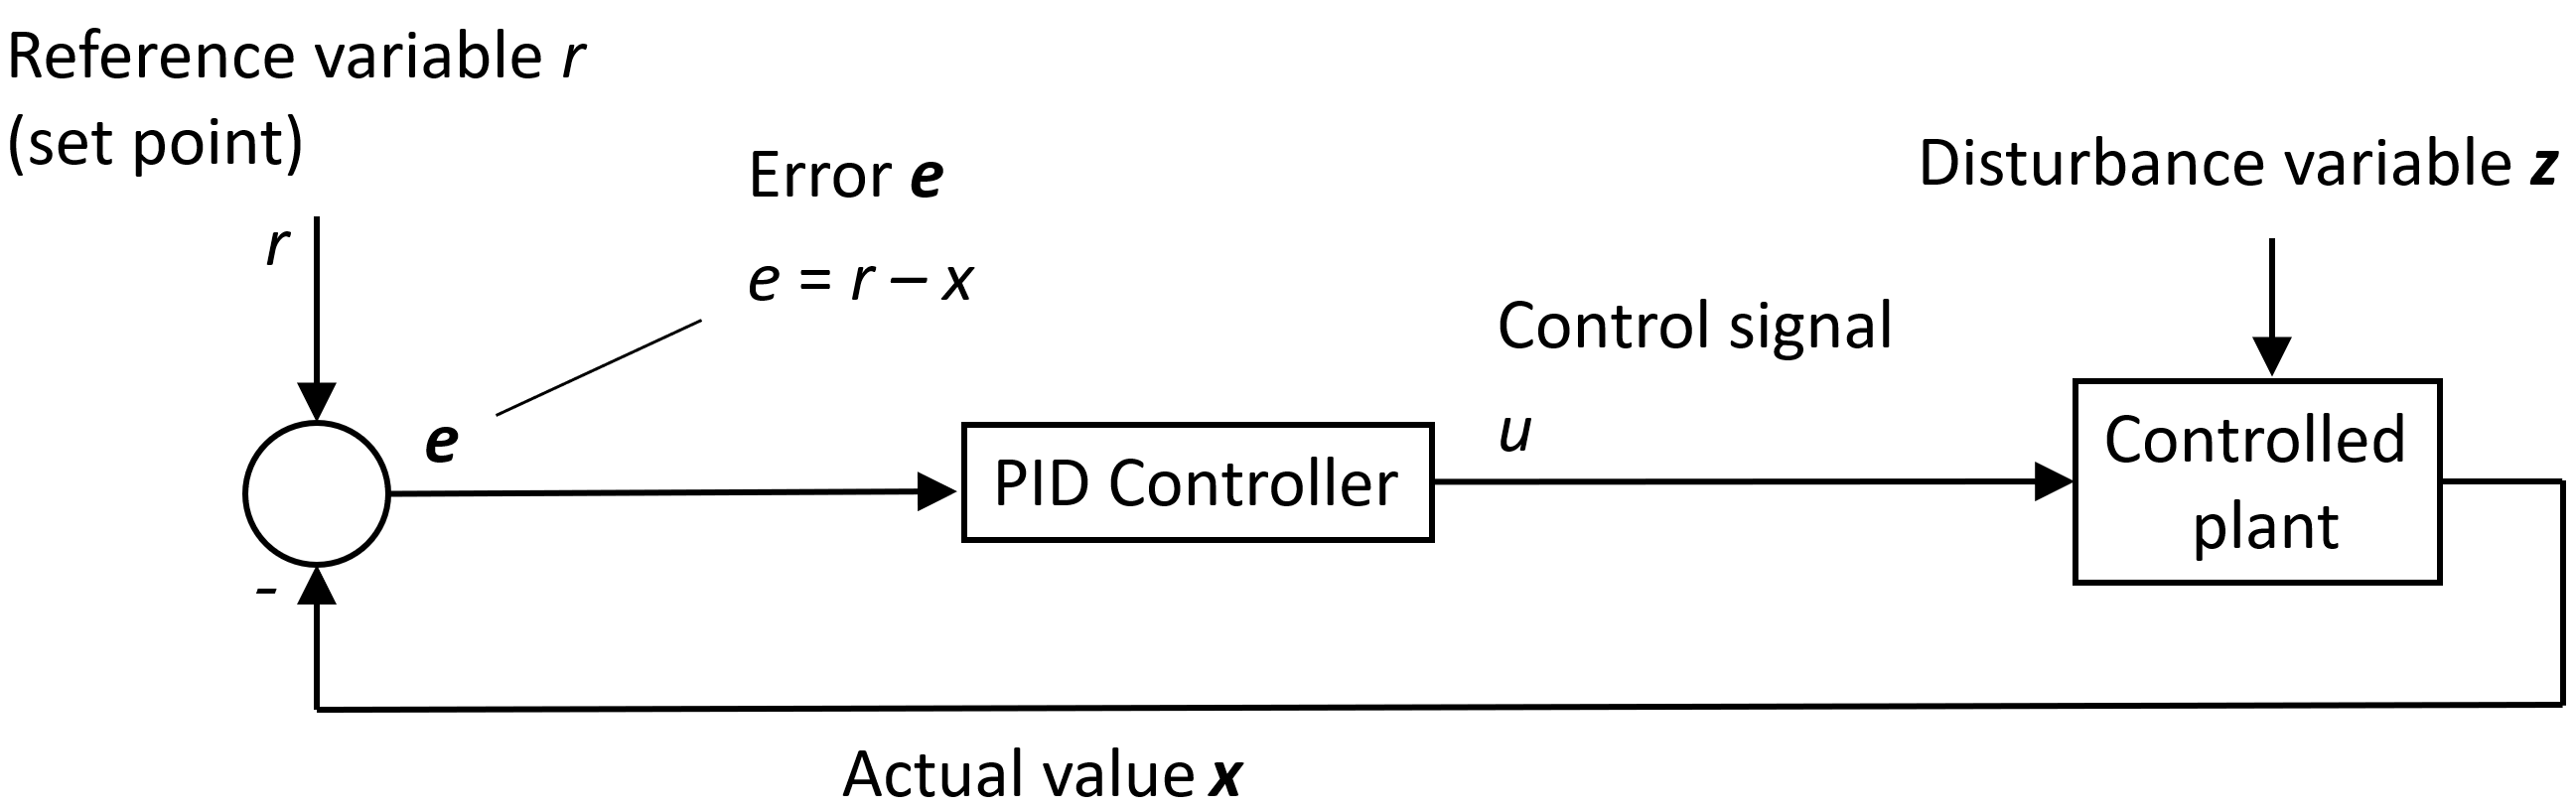 Reference variable r
(set point)
r
Error e
e = r – x
e
PID Controller
Control signal
u
Disturbance variable z
Controlled
plant
-
Actual value x